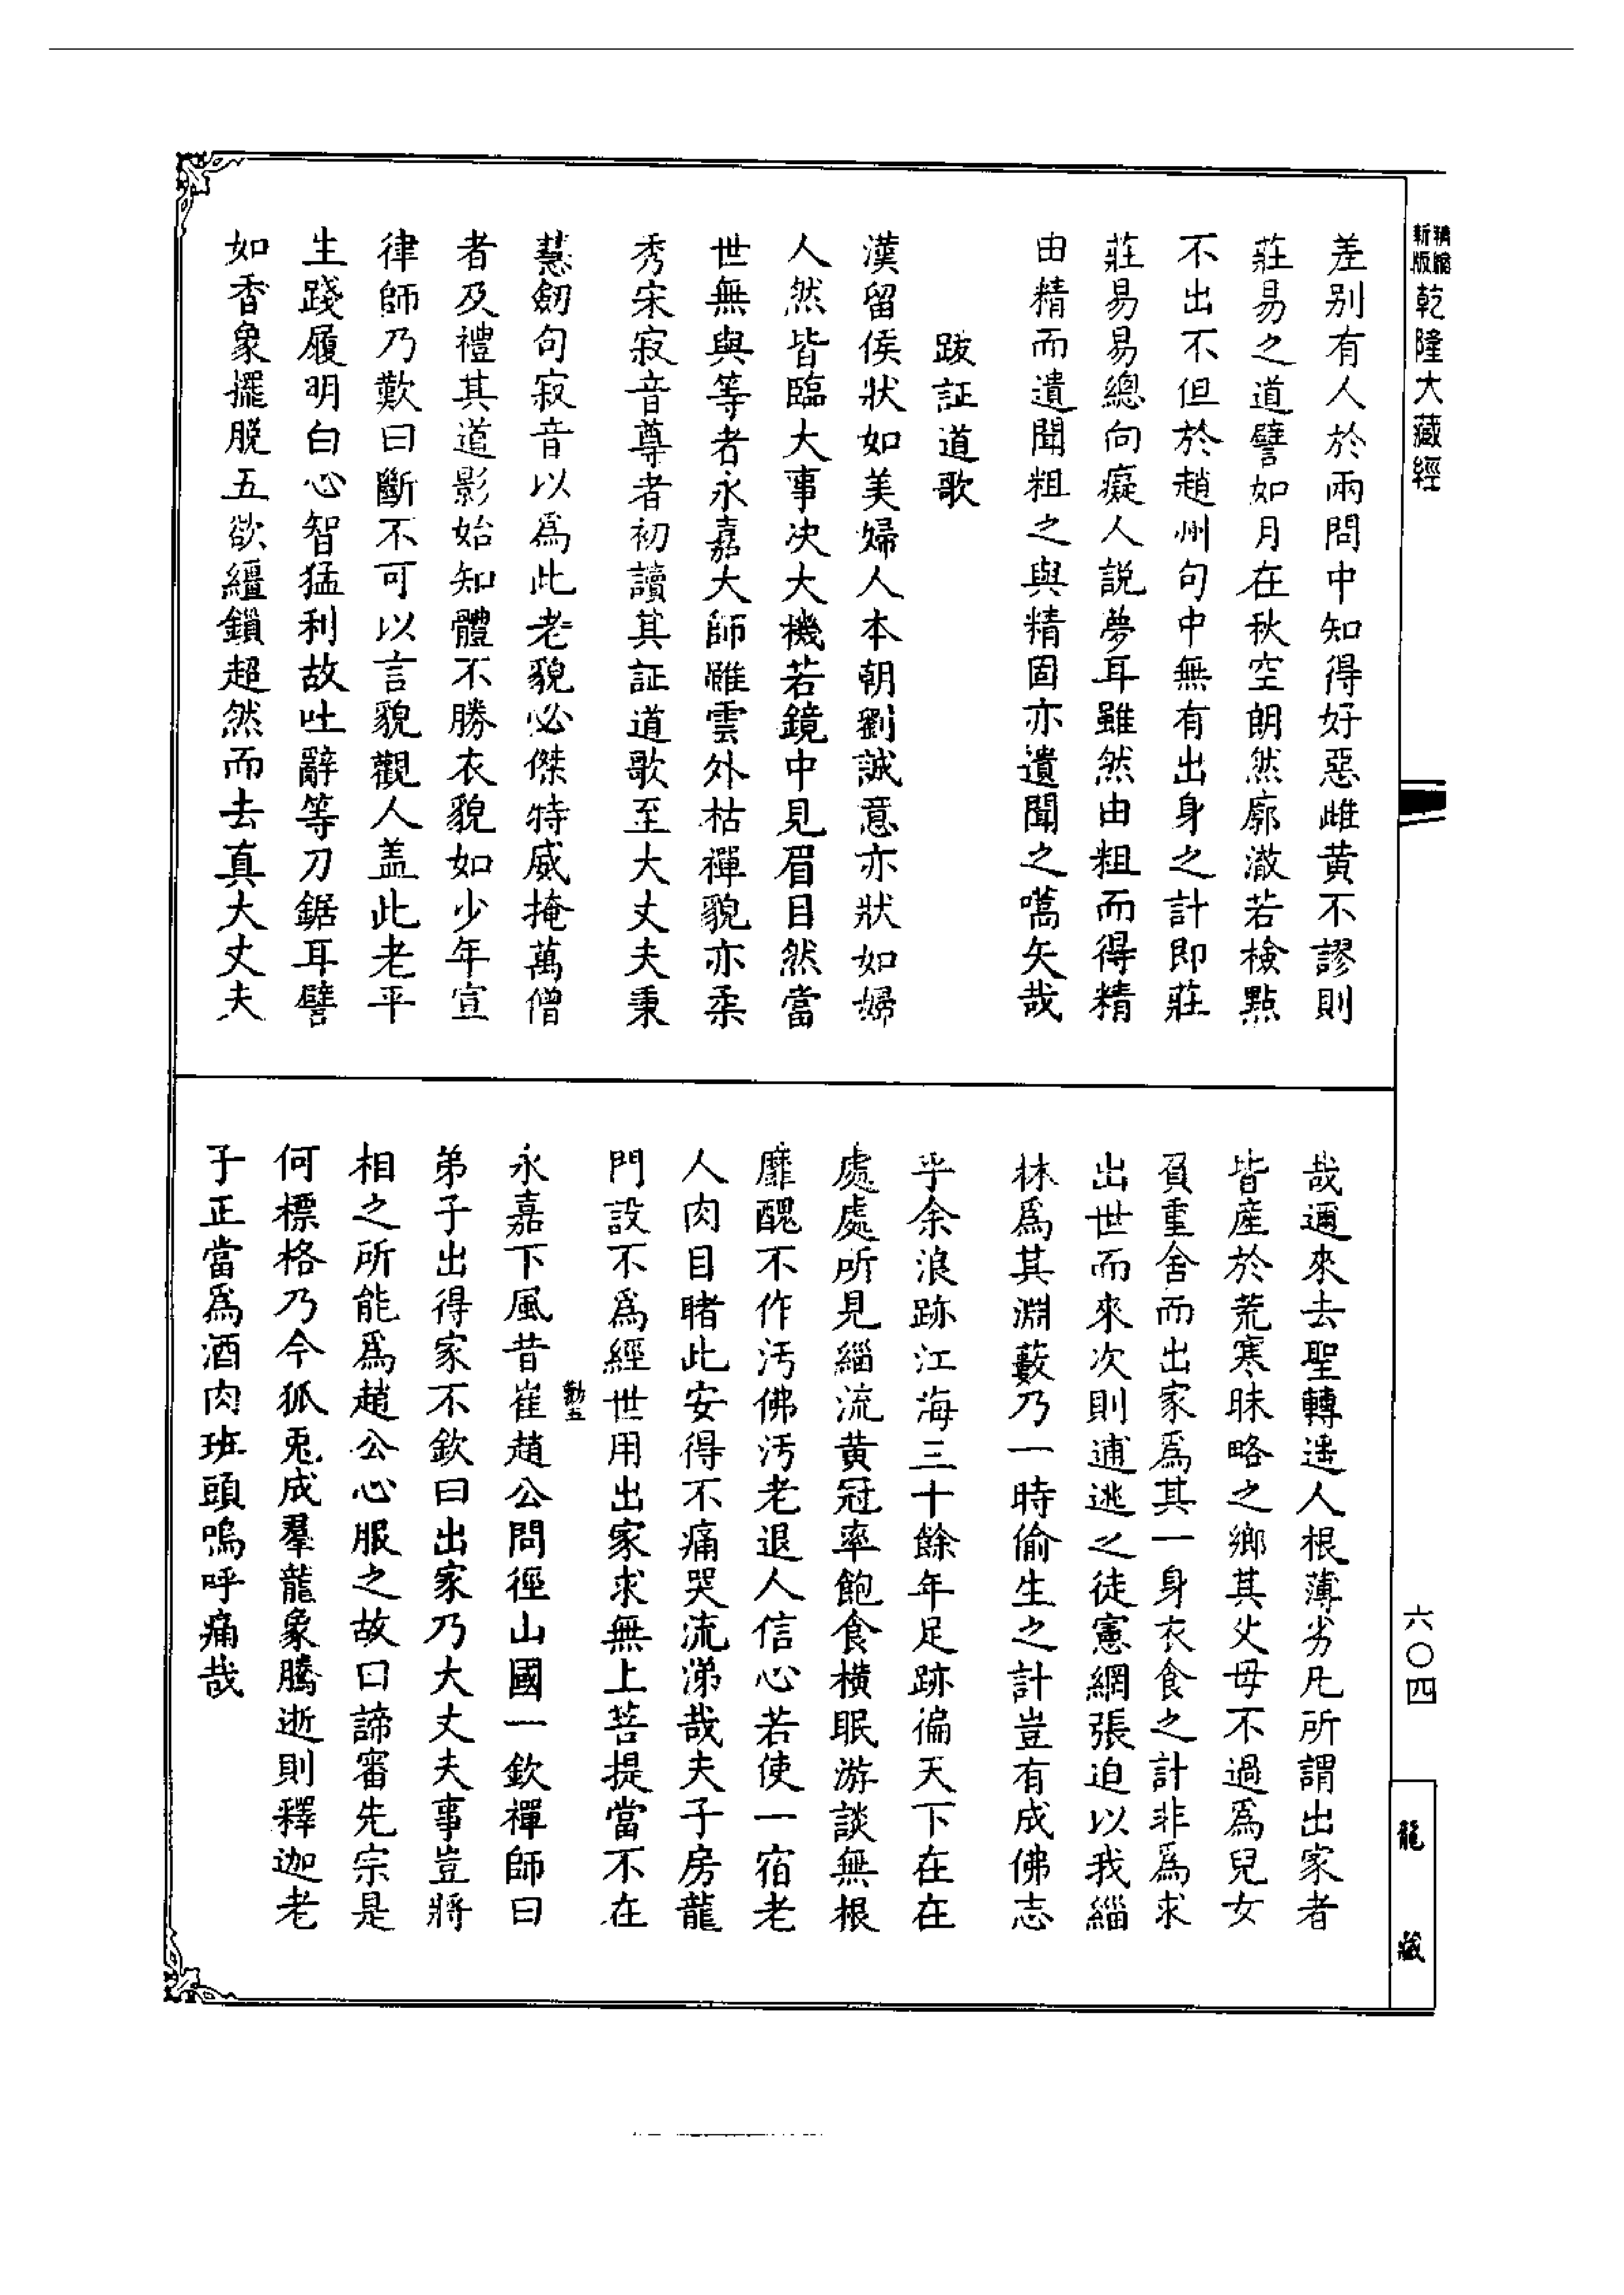 精縮新版乾隆大藏經
差別有人於兩問中知得好惡雌黃不謬則
莊易之道譬如月在秋空朗然廓澈若檢點
不出不但於趙州句中無有出身之計即莊
莊易易總向癡人說夢耳雖然由粗而得精
由精而遺聞粗之與精固亦遺聞之嚆矢哉
跋証道歌
漢留侯狀如美婦人本朝劉誠意亦狀如婦
人然皆臨大事决大機若鏡中見眉目然當
世無與等者永嘉大師雖雲外枯禪貌亦柔
秀宋寂音尊者初讀其証道歌至大丈夫秉
慧劒句寂音以爲此老貌必傑特威掩萬僧
者及禮其道影始知體不勝衣貌如少年宣
律師乃歎曰斷不可以言貌觀人盖此老平
生踐履明白心智猛利故吐辭等刀鋸耳譬
如香象擺脫五欲繮鎖超然而去真大丈夫
哉邇來去聖轉遥人根薄劣凡所謂出家者
皆產於荒寒昧略之鄉其父母不過爲兒女
負重舍而出家爲其一身衣食之計非爲求
出世而來次則逋逃之徒憲網張迫以我緇
林爲其淵藪乃一時偷生之計豈有成佛志
乎余浪跡江海三十餘年足跡徧天下在在
處處所見緇流黃冠率飽食橫眠游談無根
靡醜不作汚佛汚老退人信心若使一宿老
人肉目睹此安得不痛哭流涕哉夫子房龍
門設不爲經世用出家求無上菩提當不在
勤五
永嘉下風昔崔趙公問徑山國一欽禪師曰
弟子出得家不欽曰出家乃大丈夫事豈將
相之所能爲趙公心服之故曰諦審先宗是
何標格乃今狐兎成羣龍象騰逝則釋迦老
子正當爲酒肉班頭嗚呼痛哉
六〇四
龍藏